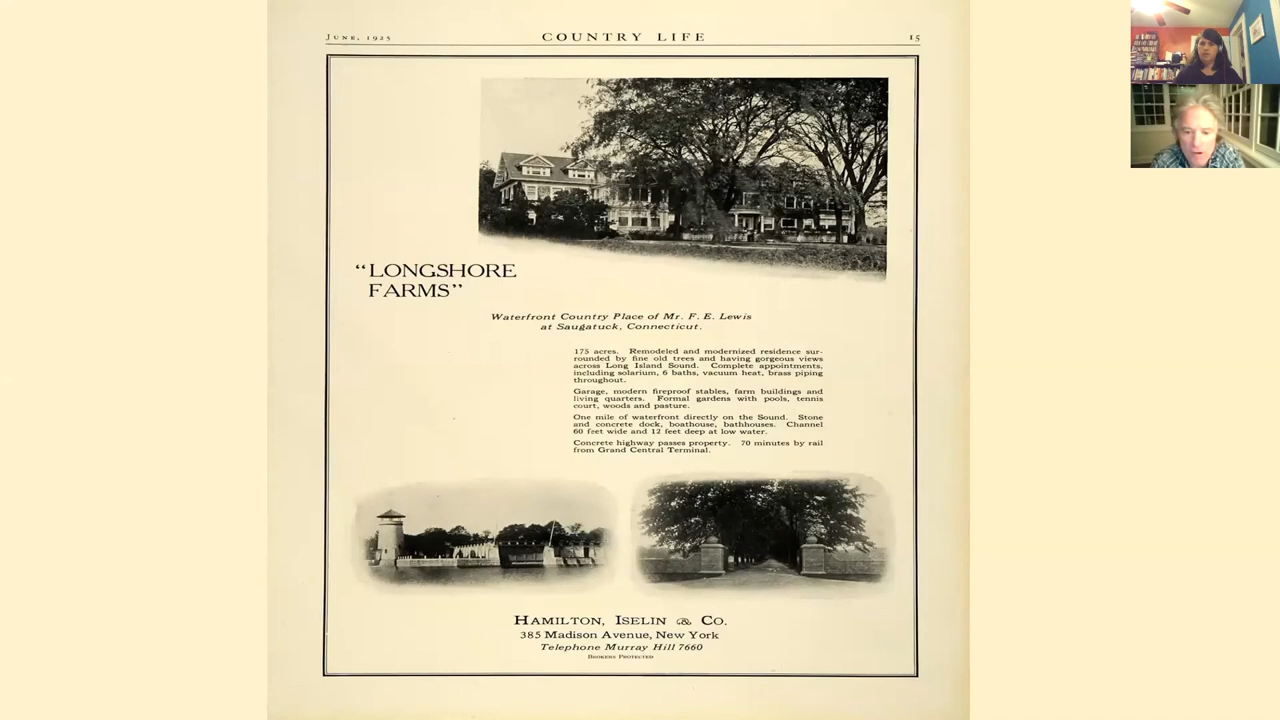 JUNE, 1925
COUNTRY LIFE
15
"LONGSHORE
FARMS"
Waterfront Country Place of Mr. F. E. Lewis
at Saugatuck, Connecticut.
175 acres. Remodeled and modernized residence sur-
rounded by fine old trees and having gorgeous views
across Long Island Sound. Complete appointments,
including solarium, 6 baths, vacuum heat, brass piping
throughout.
Garage, modern fireproof stables, farm buildings and
living quarters. Formal gardens with pools, tennis
court, woods and pasture.
One mile of waterfront directly on the Sound. Stone
and concrete dock, boathouse, bathhouses. Channel
60 feet wide and 12 feet deep at low water.
Concrete highway passes property. 70 minutes by rail
from Grand Central Terminal.
HAMILTON, ISELIN & CO.
385 Madison Avenue, New York
Telephone Murray Hill 7660
BROKERS PROTECTED